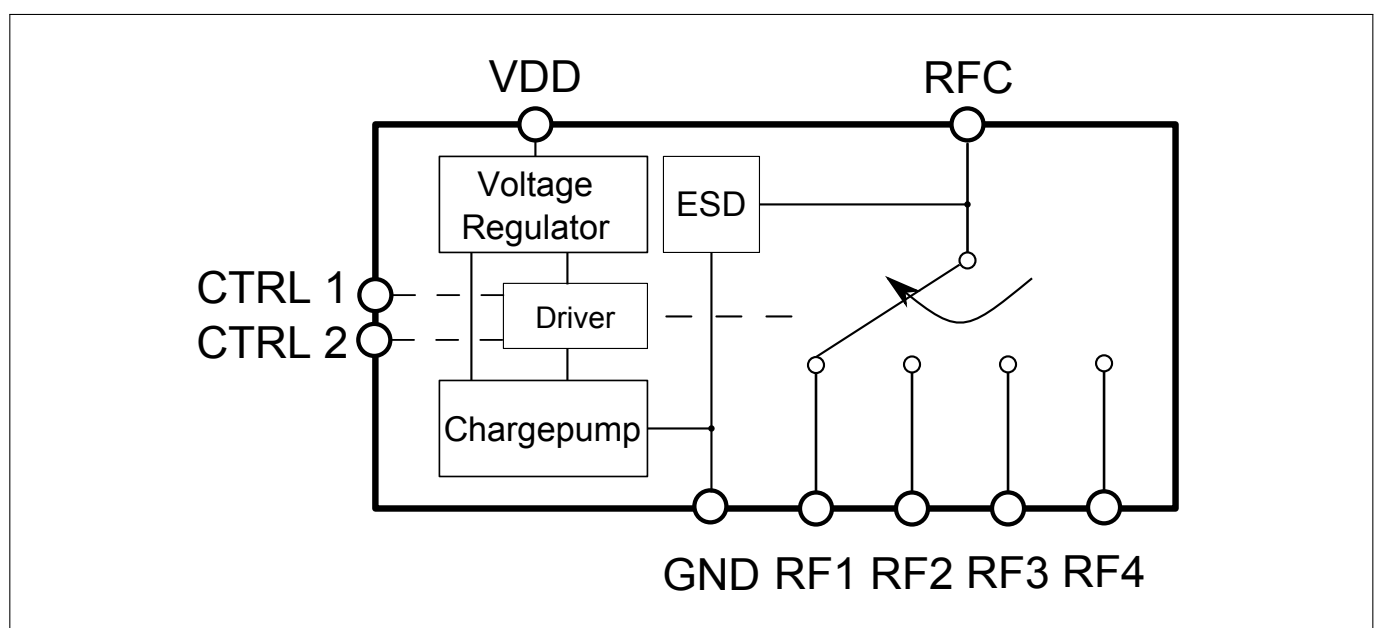 VDD
RFC
Voltage
Regulator
ESD
CTRL 1
Driver
CTRL 2
Chargepump
GND RF1 RF2 RF3 RF4